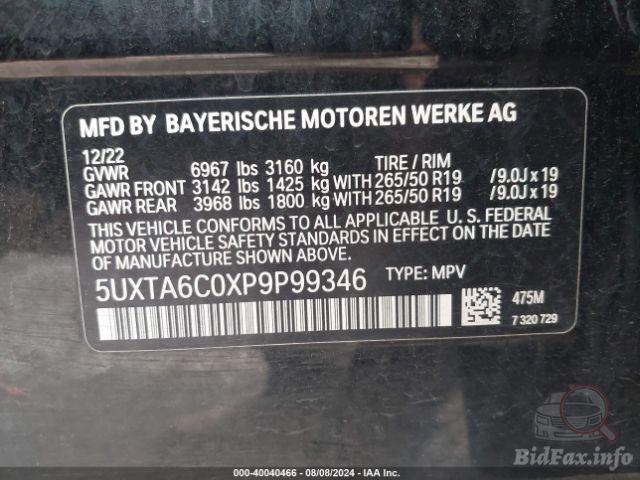 MFD BY BAYERISCHE MOTOREN WERKE AG
12/22
GVWR 6967 lbs 3160 kg TIRE / RIM
GAWR FRONT 3142 lbs 1425 kg WITH 265/50 R19 /9.0J x 19
GAWR REAR 3968 lbs 1800 kg WITH 265/50 R19 /9.0J x 19
THIS VEHICLE CONFORMS TO ALL APPLICABLE U. S. FEDERAL
MOTOR VEHICLE SAFETY STANDARDS IN EFFECT ON THE DATE
OF MANUFACTURE SHOWN ABOVE.
5UXTA6C0XP9P99346 TYPE: MPV
475M
7 320 729
BidFax.info
000-40040466 - 08/08/2024 - IAA Inc.